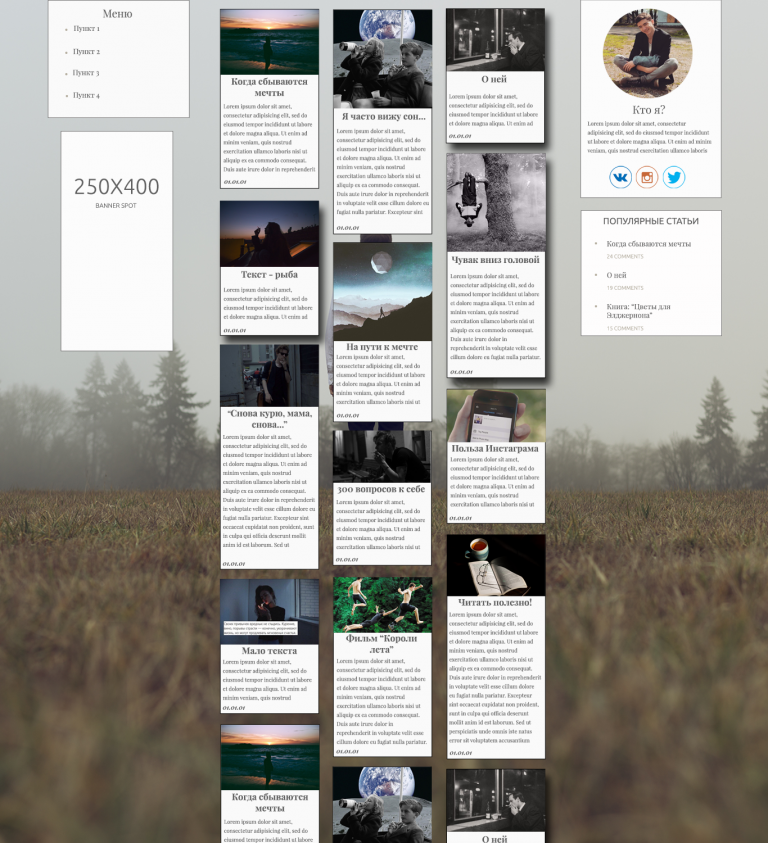 Меню
Пункт 1
Пункт 2
Пункт 3
Пункт 4
250X400
BANNER SPOT
Когда сбываются
мечты
Lorem ipsum dolor sit amet,
consectetur adipisicing elit, sed do
eiusmod tempor incididunt ut labore
et dolore magna aliqua. Ut enim ad
minim veniam, quis nostrud
exercitation ullamco laboris nisi ut
aliquip ex ea commodo consequat.
Duis aute irure dolor in
01.01.01
Текст - рыба
Lorem ipsum dolor sit amet,
consectetur adipisicing elit, sed do
eiusmod tempor incididunt ut labore
et dolore magna aliqua. Ut enim ad
01.01.01
“Снова курю, мама,
снова...”
Lorem ipsum dolor sit amet,
consectetur adipisicing elit, sed do
eiusmod tempor incididunt ut labore
et dolore magna aliqua. Ut enim ad
minim veniam, quis nostrud
exercitation ullamco laboris nisi ut
aliquip ex ea commodo consequat.
Duis aute irure dolor in reprehenderit
in voluptate velit esse cillum dolore eu
fugiat nulla pariatur. Excepteur sint
occaecat cupidatat non proident, sunt
in culpa qui officia deserunt mollit
anim id est laborum. Sed ut
01.01.01
Мало текста
Lorem ipsum dolor sit amet,
consectetur adipisicing elit, sed do
eiusmod tempor incididunt ut labore
et dolore magna aliqua. Ut enim ad
minim veniam, quis nostrud
01.01.01
Когда сбываются
мечты
Lorem ipsum dolor sit amet,
consectetur adipisicing elit, sed do
Я часто вижу сон...
Lorem ipsum dolor sit amet,
consectetur adipisicing elit, sed do
eiusmod tempor incididunt ut labore
et dolore magna aliqua. Ut enim ad
minim veniam, quis nostrud
exercitation ullamco laboris nisi ut
aliquip ex ea commodo consequat.
Duis aute irure dolor in reprehenderit
in voluptate velit esse cillum dolore eu
fugiat nulla pariatur. Excepteur sint
01.01.01
На пути к мечте
Lorem ipsum dolor sit amet,
consectetur adipisicing elit, sed do
eiusmod tempor incididunt ut labore
et dolore magna aliqua. Ut enim ad
minim veniam, quis nostrud
exercitation ullamco laboris nisi ut
01.01.01
300 вопросов к себе
Lorem ipsum dolor sit amet,
consectetur adipisicing elit, sed do
eiusmod tempor incididunt ut labore
et dolore magna aliqua. Ut enim ad
minim veniam, quis nostrud
exercitation ullamco laboris nisi ut
01.01.01
Фильм “Короли
лета”
Lorem ipsum dolor sit amet,
consectetur adipisicing elit, sed do
eiusmod tempor incididunt ut labore
et dolore magna aliqua. Ut enim ad
minim veniam, quis nostrud
exercitation ullamco laboris nisi ut
aliquip ex ea commodo consequat.
Duis aute irure dolor in
reprehenderit in voluptate velit esse
cillum dolore eu fugiat nulla pariatur.
01.01.01
О ней
Lorem ipsum dolor sit amet,
consectetur adipisicing elit, sed do
eiusmod tempor incididunt ut labore
et dolore magna aliqua. Ut enim ad
01.01.01
Чувак вниз головой
Lorem ipsum dolor sit amet,
consectetur adipisicing elit, sed do
eiusmod tempor incididunt ut labore
et dolore magna aliqua. Ut enim ad
minim veniam, quis nostrud
exercitation ullamco laboris nisi ut
aliquip ex ea commodo consequat.
Duis aute irure dolor in
reprehenderit in voluptate velit esse
cillum dolore eu fugiat nulla pariatur.
01.01.01
Польза Инстаграма
Lorem ipsum dolor sit amet,
consectetur adipisicing elit, sed do
eiusmod tempor incididunt ut labore
et dolore magna aliqua. Ut enim ad
minim veniam, quis nostrud
exercitation ullamco laboris nisi ut
01.01.01
Читать полезно!
Lorem ipsum dolor sit amet,
consectetur adipisicing elit, sed do
eiusmod tempor incididunt ut labore
et dolore magna aliqua. Ut enim ad
minim veniam, quis nostrud
exercitation ullamco laboris nisi ut
aliquip ex ea commodo consequat.
Duis aute irure dolor in reprehenderit
in voluptate velit esse cillum dolore
eu fugiat nulla pariatur. Excepteur
sint occaecat cupidatat non proident,
sunt in culpa qui officia deserunt
mollit anim id est laborum. Sed ut
perspiciatis unde omnis iste natus
error sit voluptatem accusantium
01.01.01
О ней
Кто я?
Lorem ipsum dolor sit amet, consectetur
adipisicing elit, sed do eiusmod tempor
incididunt ut labore et dolore magna
aliqua. Ut enim ad minim veniam, quis
nostrud exercitation ullamco laboris
ПОПУЛЯРНЫЕ СТАТЬИ
Когда сбываются мечты
28 COMMENTS
О ней
19 COMMENTS
Книга: “Цветы для
Элджернона”
15 COMMENTS